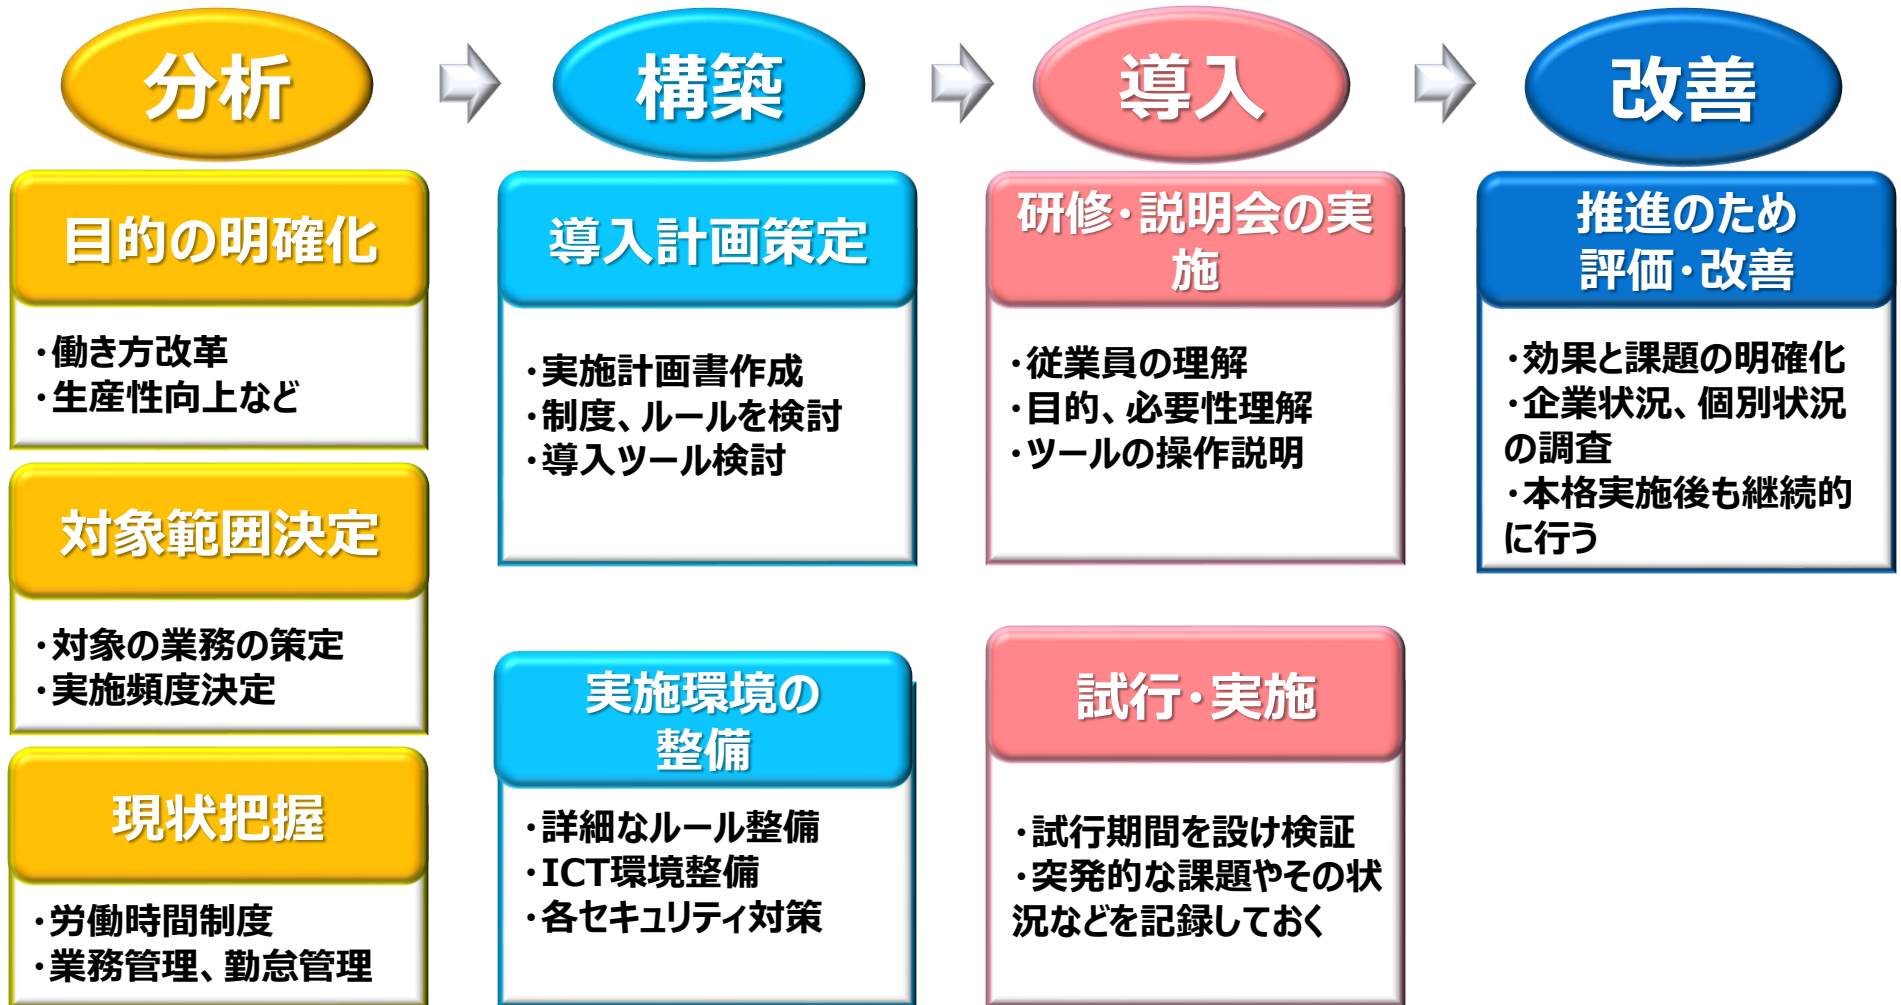 分析
目的の明確化
・働き方改革
・生産性向上など
対象範囲決定
・対象の業務の策定
・実施頻度決定
現状把握
・労働時間制度
・業務管理、勤怠管理
構築
導入計画策定
・実施計画書作成
・制度、ルールを検討
・導入ツール検討
実施環境の
整備
・詳細なルール整備
・ICT環境整備
・各セキュリティ対策
導入
研修・説明会の実
施
・従業員の理解
・目的、必要性理解
・ツールの操作説明
試行・実施
・試行期間を設け検証
・突発的な課題やその状
況などを記録しておく
改善
推進のため
評価・改善
・効果と課題の明確化
・企業状況、個別状況
の調査
・本格実施後も継続的
に行う